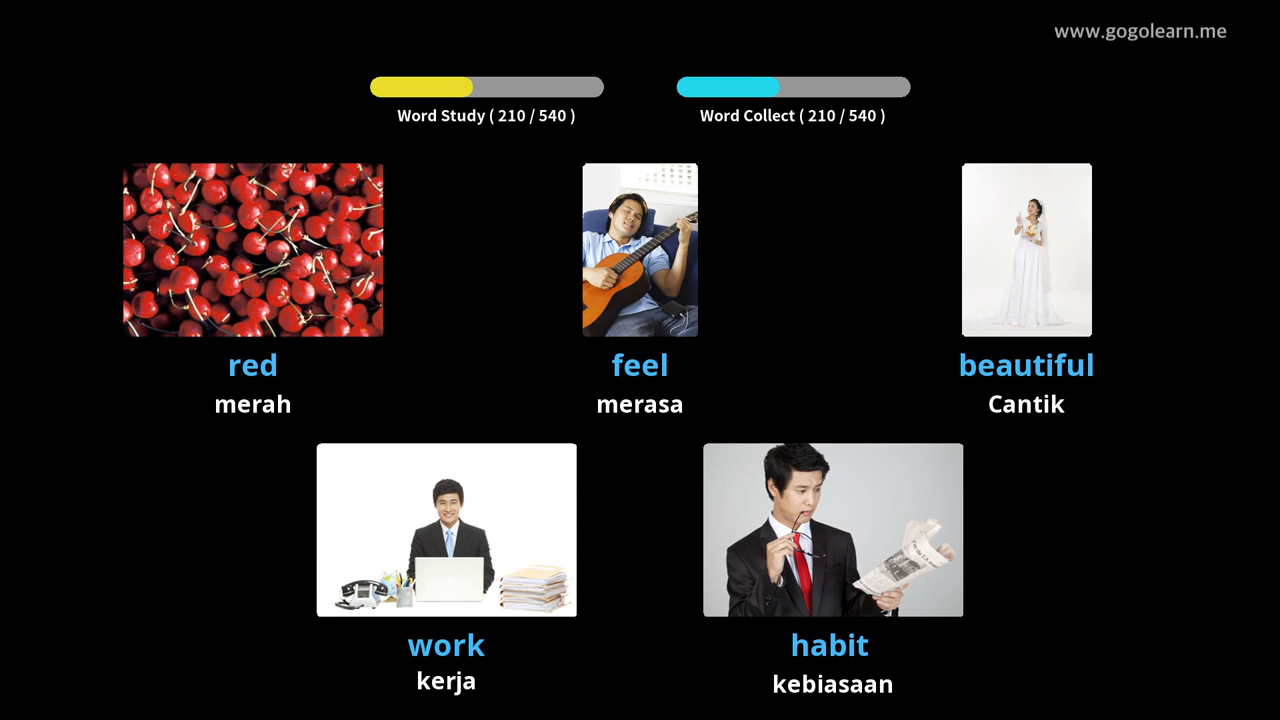 www.gogolearn.me
Word Study ( 210 / 540 )
Word Collect ( 210 / 540 )
red
merah
feel
merasa
beautiful
Cantik
work
kerja
habit
kebiasaan